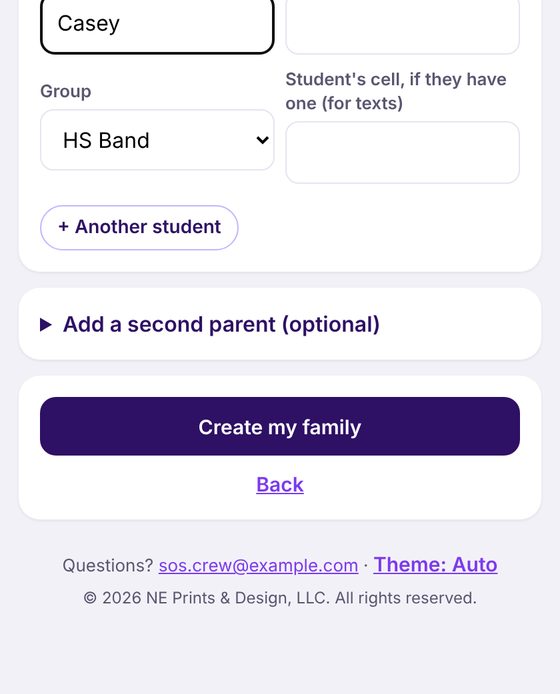 Casey
Group
Student's cell, if they have
one (for texts)
HS Band
+ Another student
Add a second parent (optional)
Create my family
Back
Questions? sos.crew@example.com · Theme: Auto
© 2026 NE Prints & Design, LLC. All rights reserved.